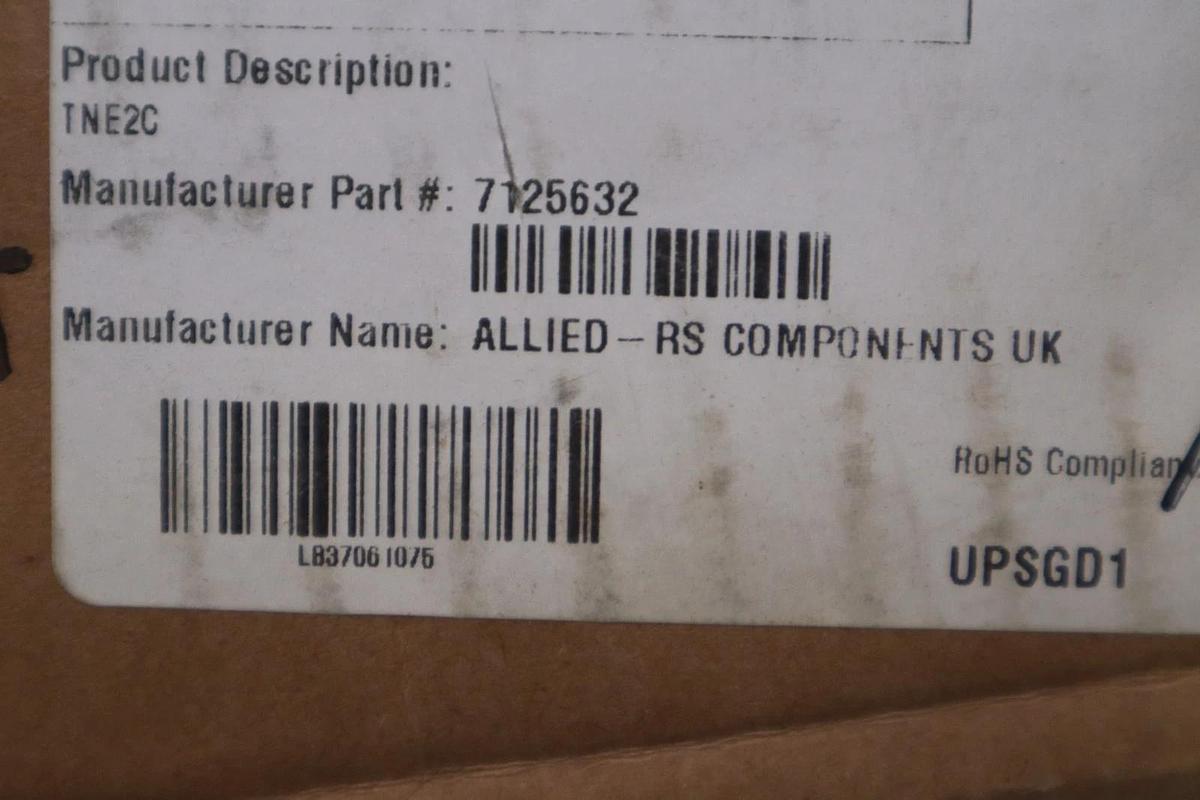 Product Description:
TNE2C
Manufacturer Part #: 7125632
Manufacturer Name: ALLIED-RS COMPONENTS UK
L837061075
RoHS Complian
UPSGD1